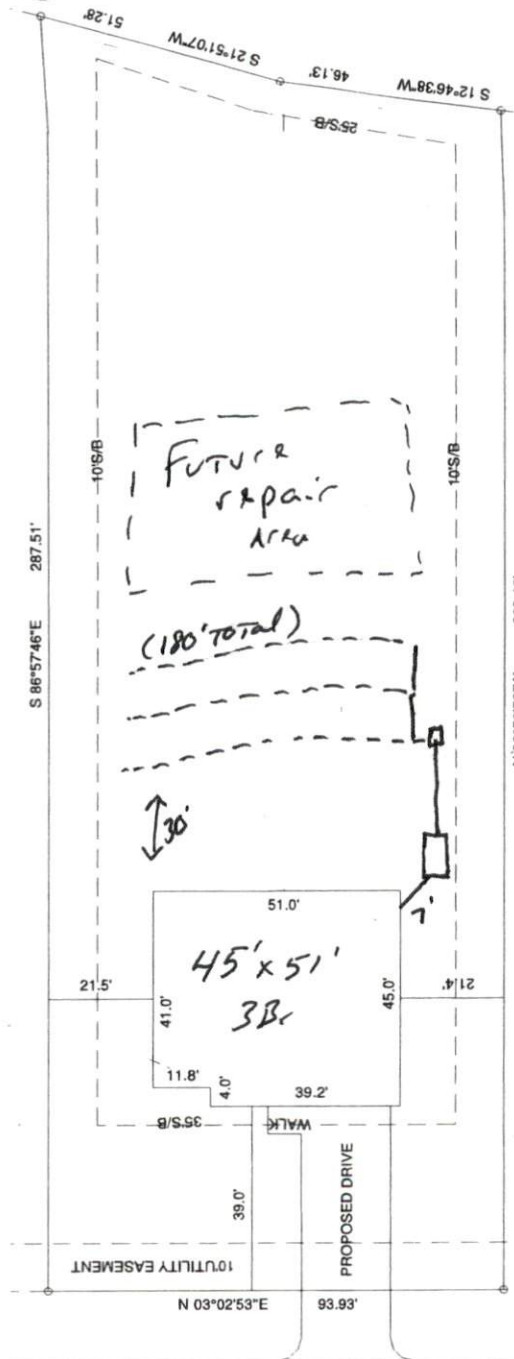 51.28'
S 21°51'07"W
46.13'
S 12°46'38"W
25'S/B
10'S/B
10'S/B
FUTURE
repair
Area
S 86°57'46"E 287.51'
(180' TOTAL)
30'
7'
51.0'
45' x 51'
3Br
21.5'
41.0'
45.0'
21.4'
11.8'
4.0'
39.2'
35'S/B
WALK
39.0'
PROPOSED DRIVE
10'UTILITY EASEMENT
N 03°02'53"E 93.93'